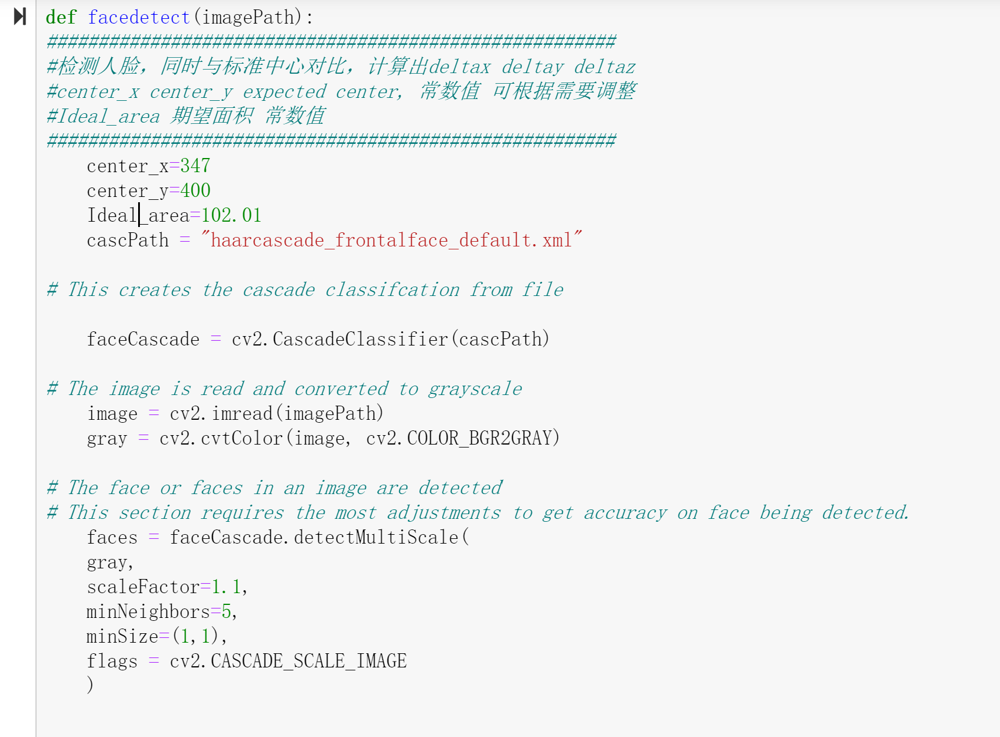 def facedetect(imagePath):
#######################################################
#检测人脸，同时与标准中心对比，计算出deltax deltay deltaz
#center_x center_y expected center, 常数值 可根据需要调整
#Ideal_area 期望面积 常数值
#######################################################
center_x=347
center_y=400
Ideal_area=102.01
cascPath = "haarcascade_frontalface_default.xml"
# This creates the cascade classifcation from file
faceCascade = cv2.CascadeClassifier(cascPath)
# The image is read and converted to grayscale
image = cv2.imread(imagePath)
gray = cv2.cvtColor(image, cv2.COLOR_BGR2GRAY)
# The face or faces in an image are detected
# This section requires the most adjustments to get accuracy on face being detected.
faces = faceCascade.detectMultiScale(
gray,
scaleFactor=1.1,
minNeighbors=5,
minSize=(1,1),
flags = cv2.CASCADE_SCALE_IMAGE
)